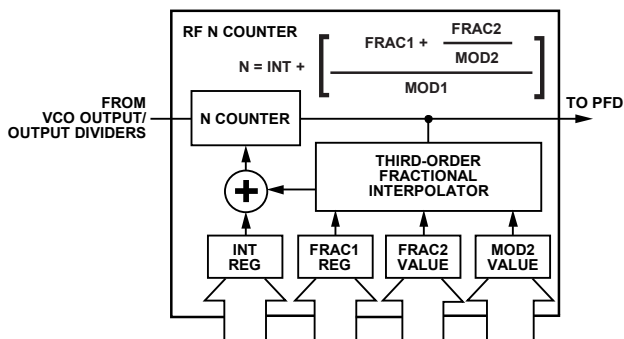 RF N COUNTER
N = INT +
FRAC1 +
FRAC2
MOD2
MOD1
FROM
VCO OUTPUT/
OUTPUT DIVIDERS
N COUNTER
TO PFD
THIRD-ORDER
FRACTIONAL
INTERPOLATOR
+
INT
REG
FRAC1
REG
FRAC2
VALUE
MOD2
VALUE